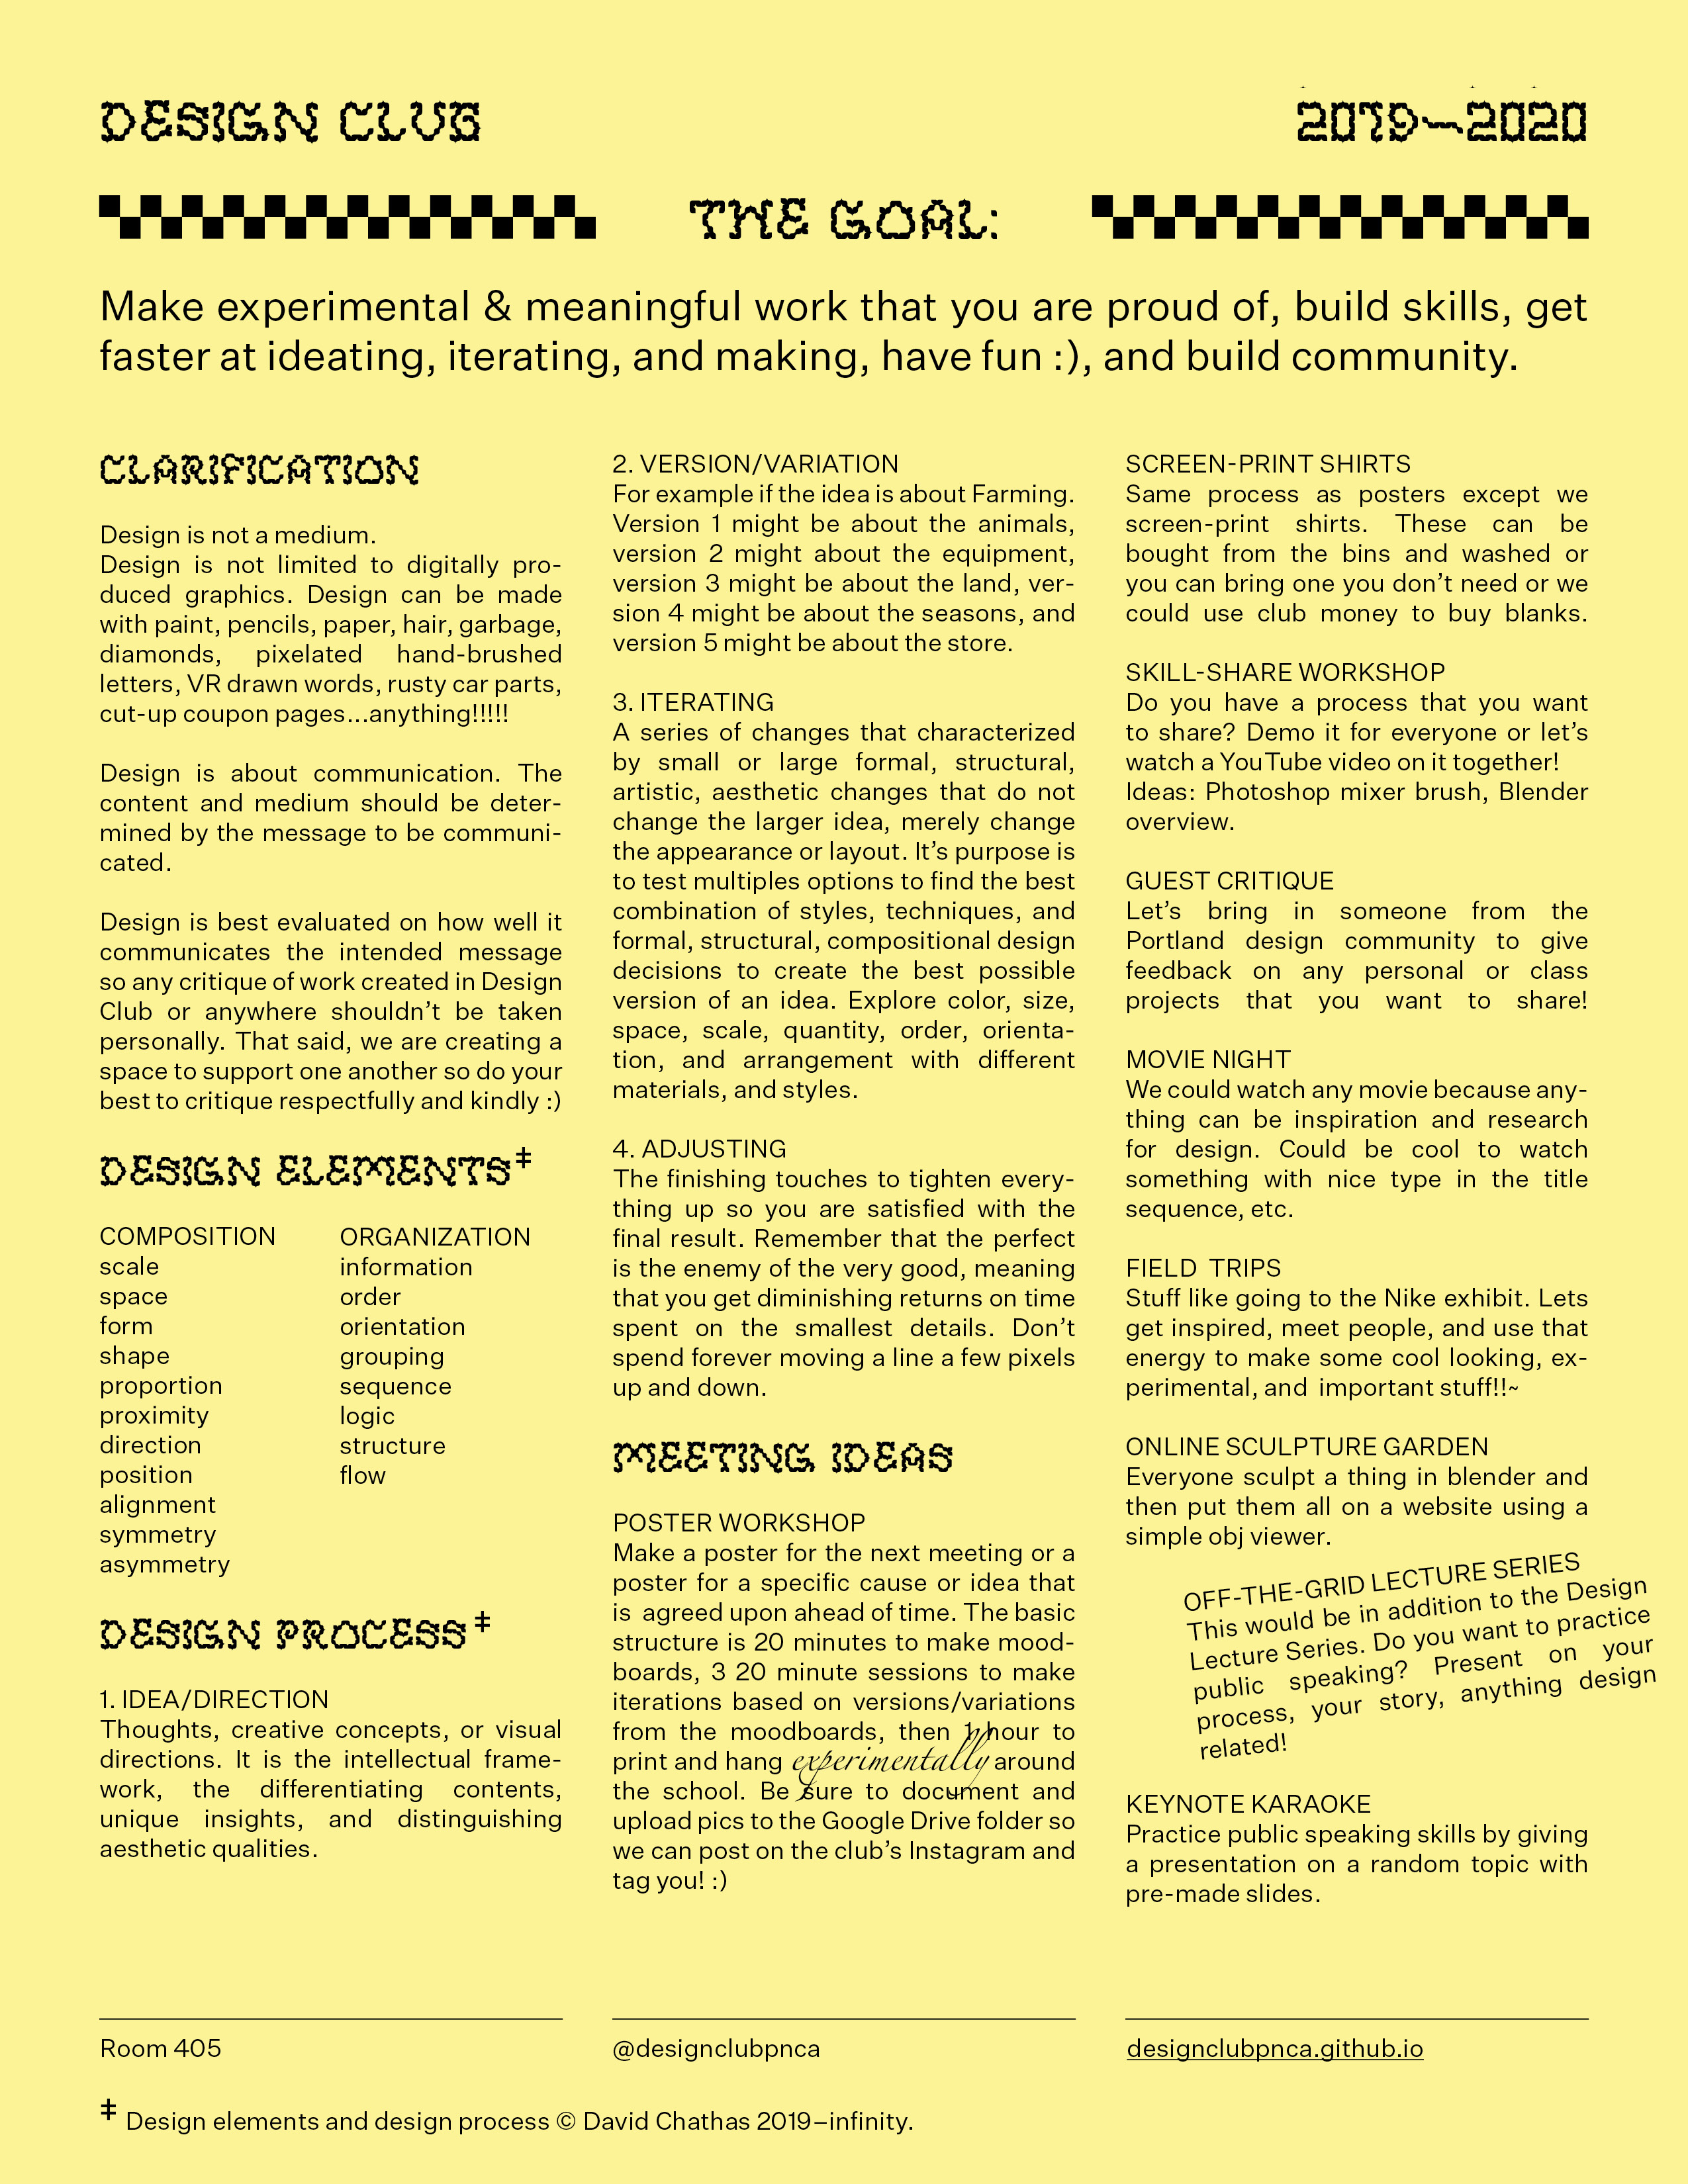 DESIGN CLUB
2019–2020
THE GOAL:
Make experimental & meaningful work that you are proud of, build skills, get
faster at ideating, iterating, and making, have fun :), and build community.
CLARIFICATION
Design is not a medium.
Design is not limited to digitally pro-
duced graphics. Design can be made
with paint, pencils, paper, hair, garbage,
diamonds, pixelated hand-brushed
letters, VR drawn words, rusty car parts,
cut-up coupon pages...anything!!!!!
Design is about communication. The
content and medium should be deter-
mined by the message to be communi-
cated.
Design is best evaluated on how well it
communicates the intended message
so any critique of work created in Design
Club or anywhere shouldn’t be taken
personally. That said, we are creating a
space to support one another so do your
best to critique respectfully and kindly :)
DESIGN ELEMENTS‡
COMPOSITION
scale
space
form
shape
proportion
proximity
direction
position
alignment
symmetry
asymmetry
ORGANIZATION
information
order
orientation
grouping
sequence
logic
structure
flow
DESIGN PROCESS‡
1. IDEA/DIRECTION
Thoughts, creative concepts, or visual
directions. It is the intellectual frame-
work, the differentiating contents,
unique insights, and distinguishing
aesthetic qualities.
2. VERSION/VARIATION
For example if the idea is about Farming.
Version 1 might be about the animals,
version 2 might about the equipment,
version 3 might be about the land, ver-
sion 4 might be about the seasons, and
version 5 might be about the store.
3. ITERATING
A series of changes that characterized
by small or large formal, structural,
artistic, aesthetic changes that do not
change the larger idea, merely change
the appearance or layout. It’s purpose is
to test multiples options to find the best
combination of styles, techniques, and
formal, structural, compositional design
decisions to create the best possible
version of an idea. Explore color, size,
space, scale, quantity, order, orienta-
tion, and arrangement with different
materials, and styles.
4. ADJUSTING
The finishing touches to tighten every-
thing up so you are satisfied with the
final result. Remember that the perfect
is the enemy of the very good, meaning
that you get diminishing returns on time
spent on the smallest details. Don’t
spend forever moving a line a few pixels
up and down.
MEETING IDEAS
POSTER WORKSHOP
Make a poster for the next meeting or a
poster for a specific cause or idea that
is agreed upon ahead of time. The basic
structure is 20 minutes to make mood-
boards, 3 20 minute sessions to make
iterations based on versions/variations
from the moodboards, then 1 hour to
print and hang experimentally around
the school. Be sure to document and
upload pics to the Google Drive folder so
we can post on the club’s Instagram and
tag you! :)
SCREEN-PRINT SHIRTS
Same process as posters except we
screen-print shirts. These can be
bought from the bins and washed or
you can bring one you don’t need or we
could use club money to buy blanks.
SKILL-SHARE WORKSHOP
Do you have a process that you want
to share? Demo it for everyone or let’s
watch a YouTube video on it together!
Ideas: Photoshop mixer brush, Blender
overview.
GUEST CRITIQUE
Let’s bring in someone from the
Portland design community to give
feedback on any personal or class
projects that you want to share!
MOVIE NIGHT
We could watch any movie because any-
thing can be inspiration and research
for design. Could be cool to watch
something with nice type in the title
sequence, etc.
FIELD TRIPS
Stuff like going to the Nike exhibit. Lets
get inspired, meet people, and use that
energy to make some cool looking, ex-
perimental, and important stuff!!~
ONLINE SCULPTURE GARDEN
Everyone sculpt a thing in blender and
then put them all on a website using a
simple obj viewer.
OFF-THE-GRID LECTURE SERIES
This would be in addition to the Design
Lecture Series. Do you want to practice
public speaking? Present on your
process, your story, anything design
related!
KEYNOTE KARAOKE
Practice public speaking skills by giving
a presentation on a random topic with
pre-made slides.
Room 405
@designclubpnca
designclubpnca.github.io
‡ Design elements and design process © David Chathas 2019–infinity.